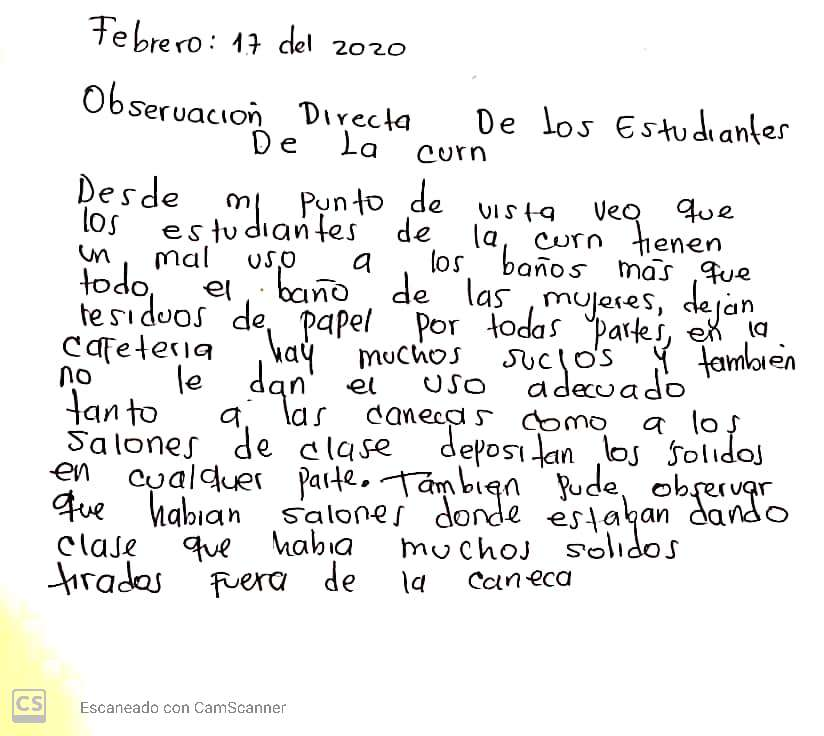 Febrero: 17 del 2020
Observación Directa De los Estudiantes
De La curn
Desde mi punto de vista veo que
los estudiantes de la curn tienen
un mal uso a los baños más que
todo el baño de las mujeres, dejan
residuos de papel por todas partes, en la
cafeteria hay muchos sucios y también
no le dan el uso adecuado
tanto a las canecas como a los
salones de clase depositan los solidos
en cualquer parte. Tambien pude observar
que habian salones donde estaban dando
clase que habia muchos solidos
tirados fuera de la caneca
CS Escaneado con CamScanner